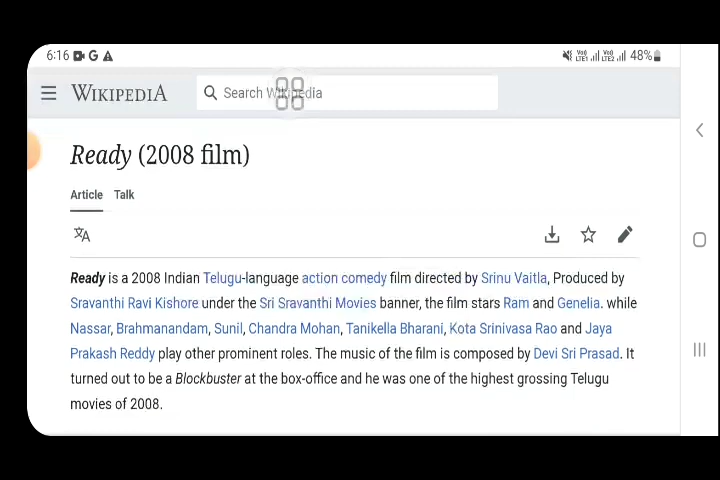 6:16 G 48%
Vo) LTE1 Vo) LTE2
WIKIPEDIA Search Wikipedia
Ready (2008 film)
Article Talk
Ready is a 2008 Indian Telugu-language action comedy film directed by Srinu Vaitla, Produced by
Sravanthi Ravi Kishore under the Sri Sravanthi Movies banner, the film stars Ram and Genelia. while
Nassar, Brahmanandam, Sunil, Chandra Mohan, Tanikella Bharani, Kota Srinivasa Rao and Jaya
Prakash Reddy play other prominent roles. The music of the film is composed by Devi Sri Prasad. It
turned out to be a Blockbuster at the box-office and he was one of the highest grossing Telugu
movies of 2008.